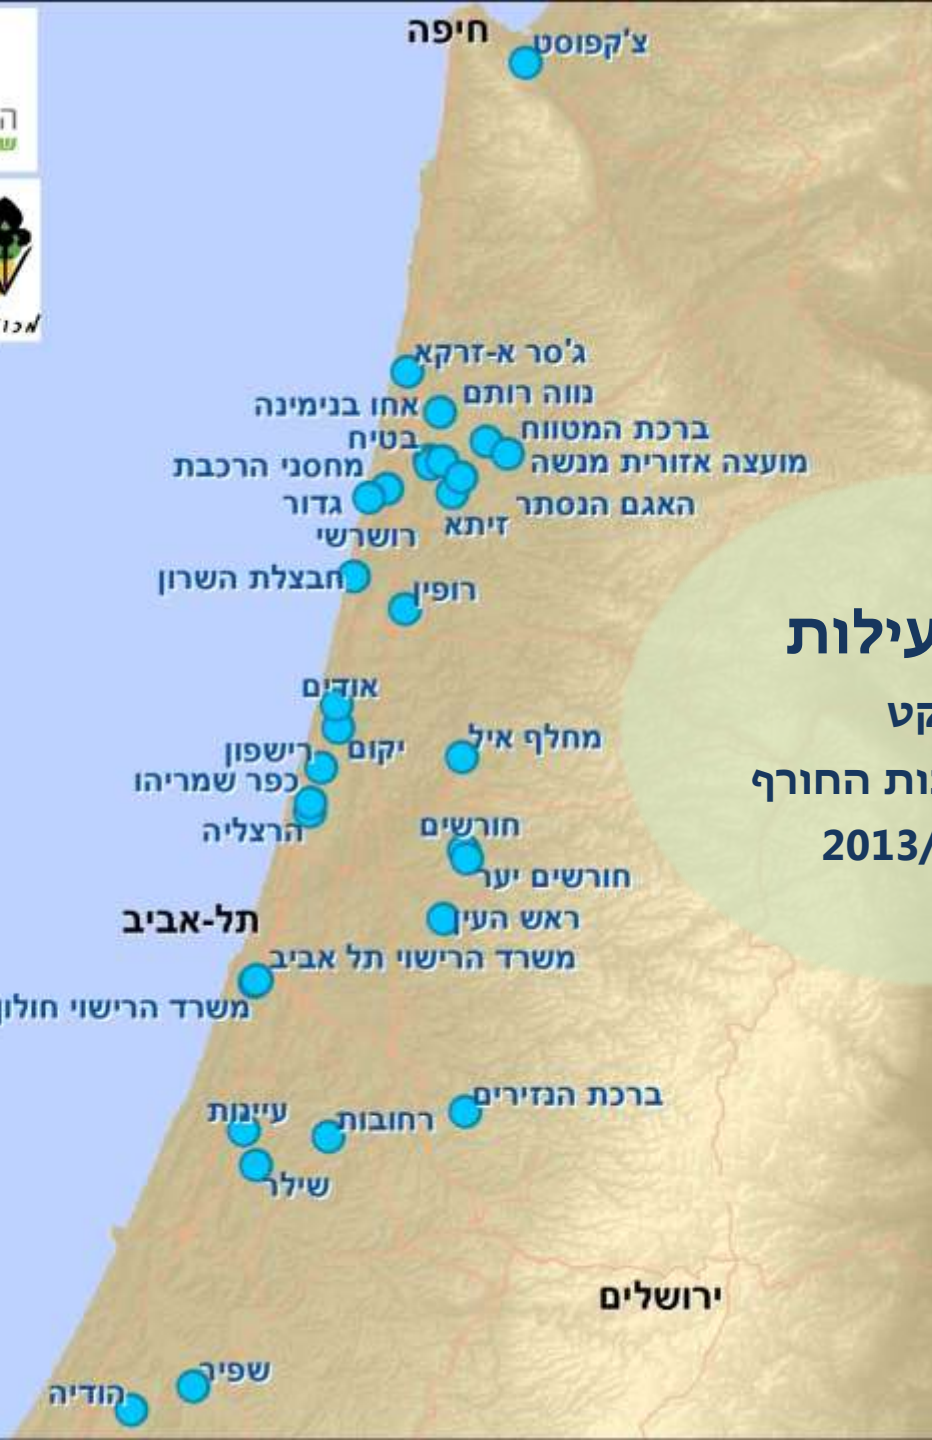 חיפה
צ'קפוסט
ג'סר א-זרקא
נווה רותם
אחו בנימינה
ברכת המטווח
בטיח
מועצה אזורית מנשה
מחסני הרכבת
האגם הנסתר
גדור
זיתא
רושרשי
חבצלת השרון
רופין
אודים
מחלף איל
יקום
רישפון
כפר שמריהו
הרצליה
חורשים
חורשים יער
ראש העין
תל-אביב
משרד הרישוי תל אביב
משרד הרישוי חולון
ברכת הנזירים
עיינות
רחובות
שילר
ירושלים
שפיר
הודיה
החורף
2013/